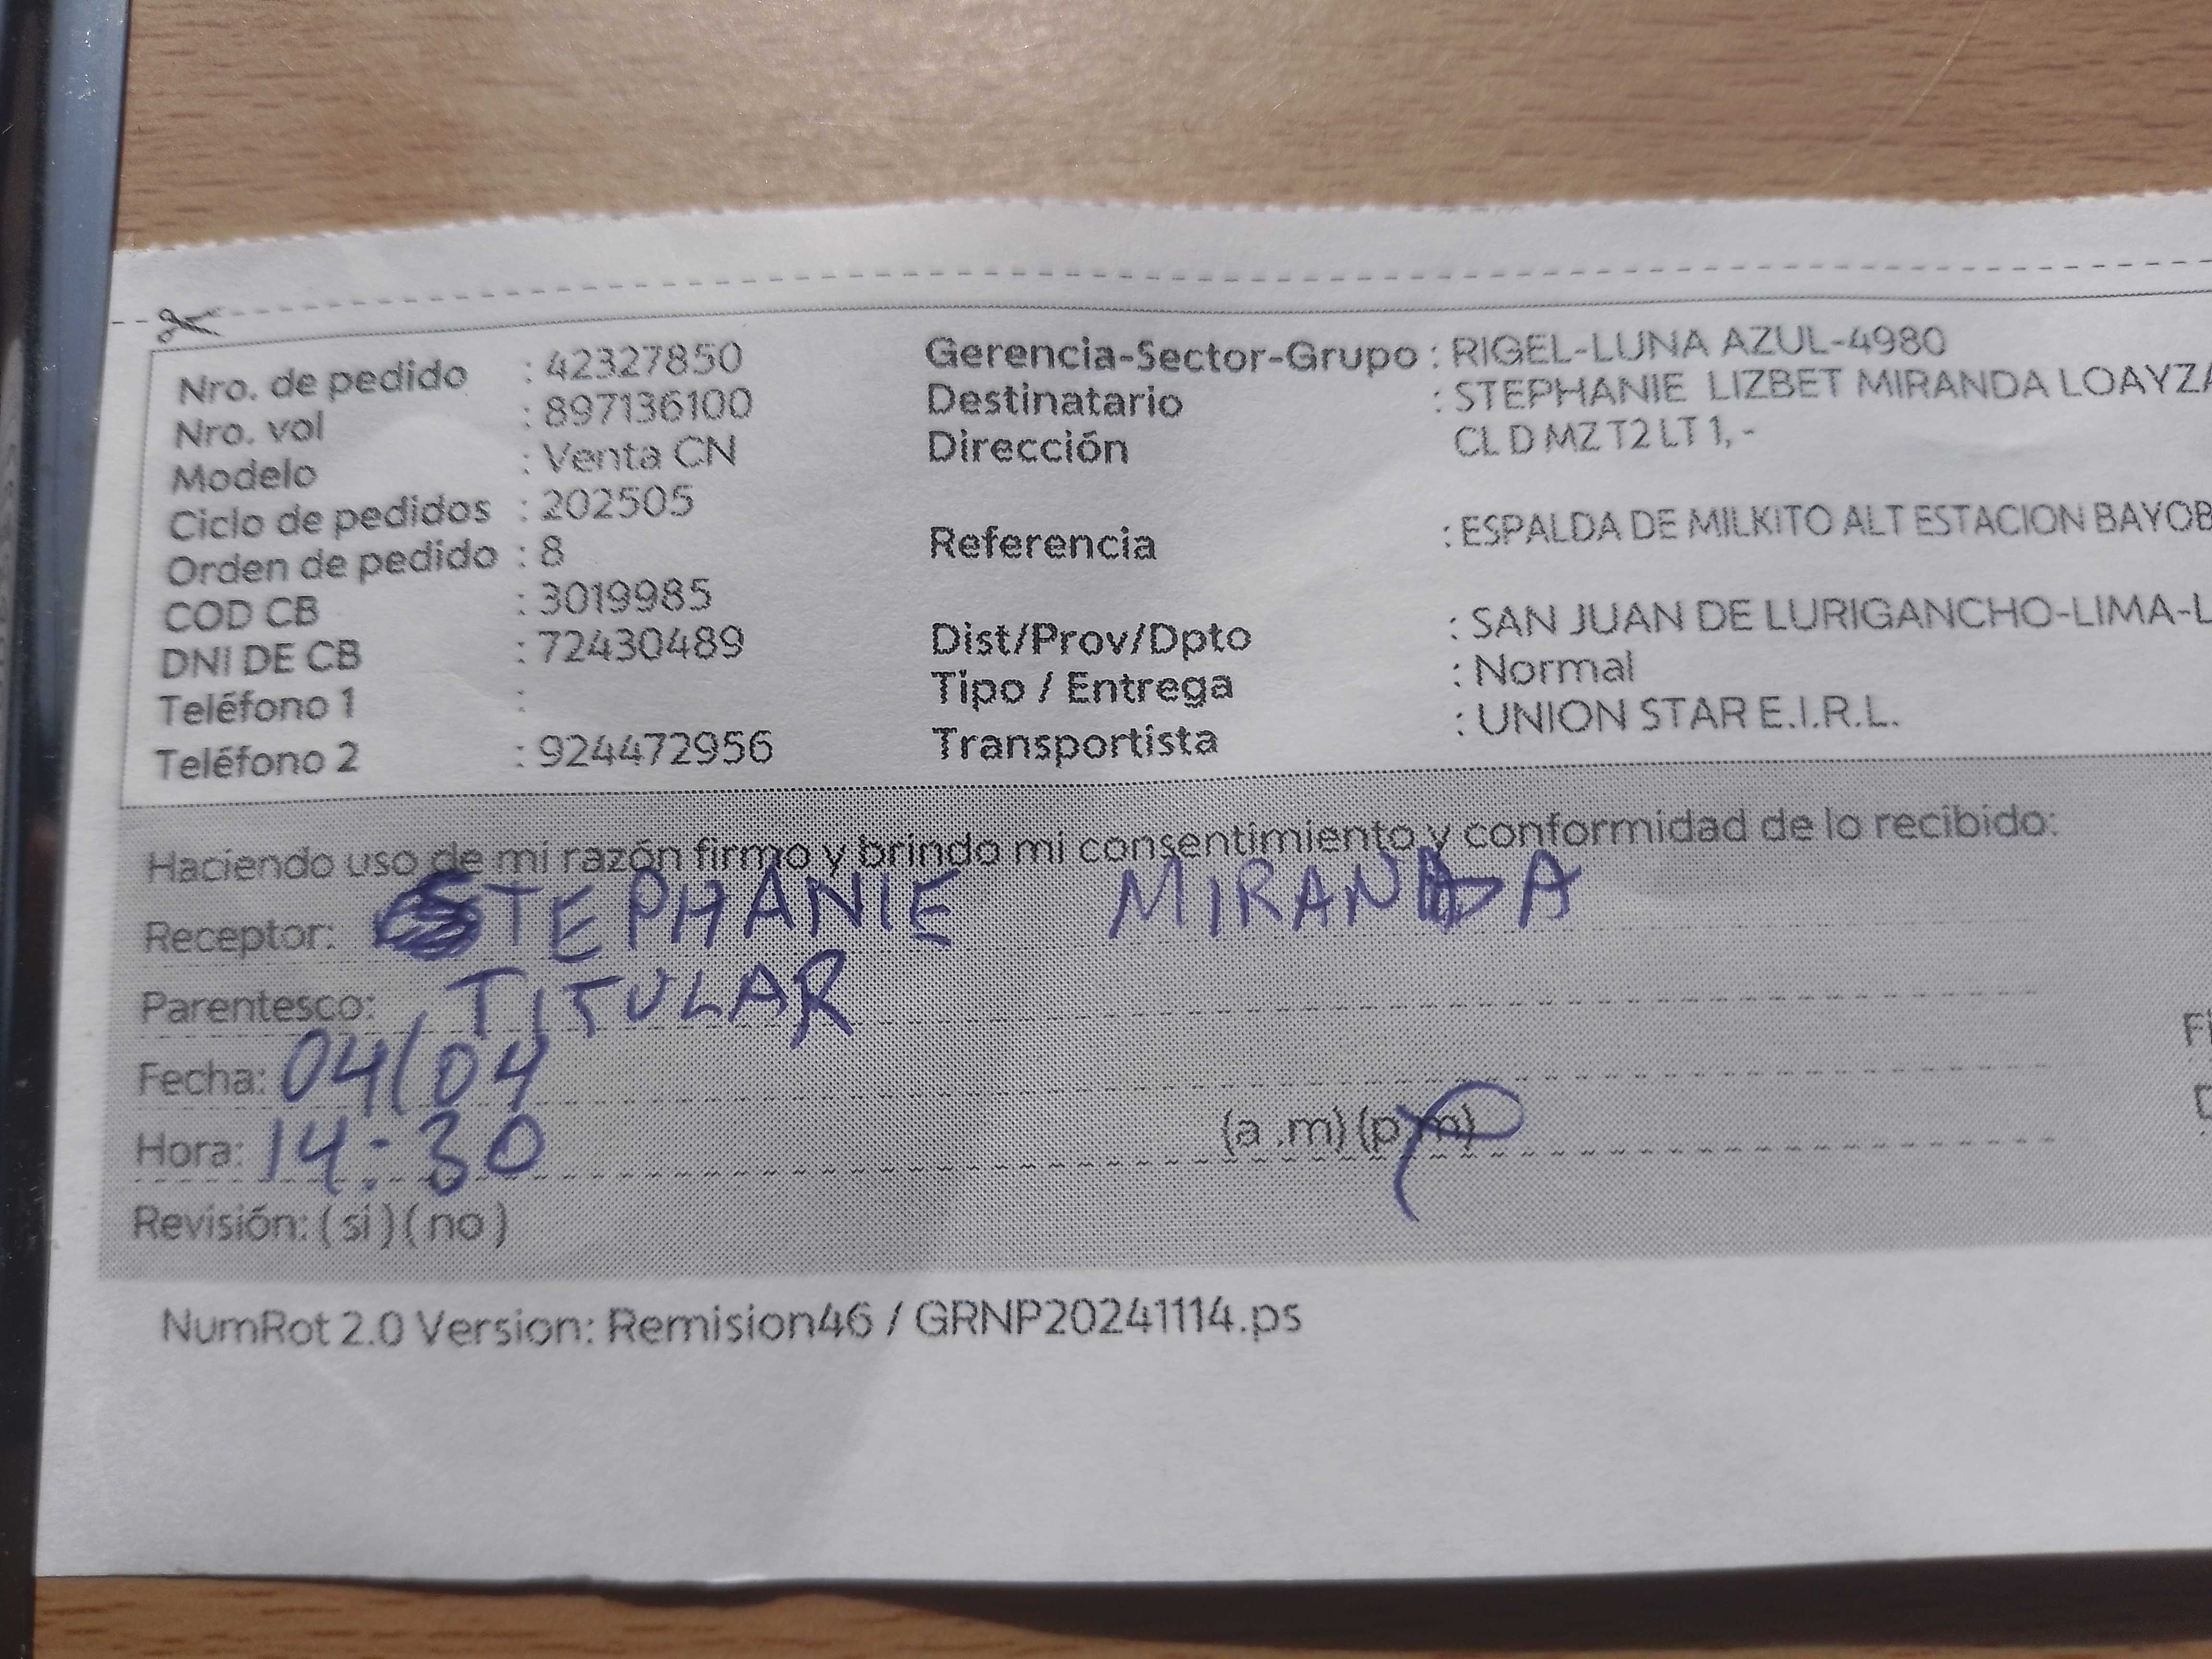 Nro. de pedido : 42327850
Nro. vol : 897136100
Modelo : Venta CN
Ciclo de pedidos : 202505
Orden de pedido : 8
COD CB : 3019985
DNI DE CB : 72430489
Teléfono 1 :
Teléfono 2 : 924472956
Gerencia-Sector-Grupo : RIGEL-LUNA AZUL-4980
Destinatario : STEPHANIE LIZBET MIRANDA LOAYZA
Dirección CL D MZ T2 LT 1, -
Referencia : ESPALDA DE MILKITO ALT ESTACION BAYOB
Dist/Prov/Dpto : SAN JUAN DE LURIGANCHO-LIMA-L
Tipo / Entrega : Normal
Transportista : UNION STAR E.I.R.L.
Haciendo uso de mi razón firmo y brindo mi consentimiento y conformidad de lo recibido:
Receptor: STEPHANIE MIRANDA
Parentesco: TITULAR
Fecha: 04/04
Hora: 14:30 (a .m) (p.m)
Revisión: ( si ) ( no )
NumRot 2.0 Version: Remision46 / GRNP20241114.ps